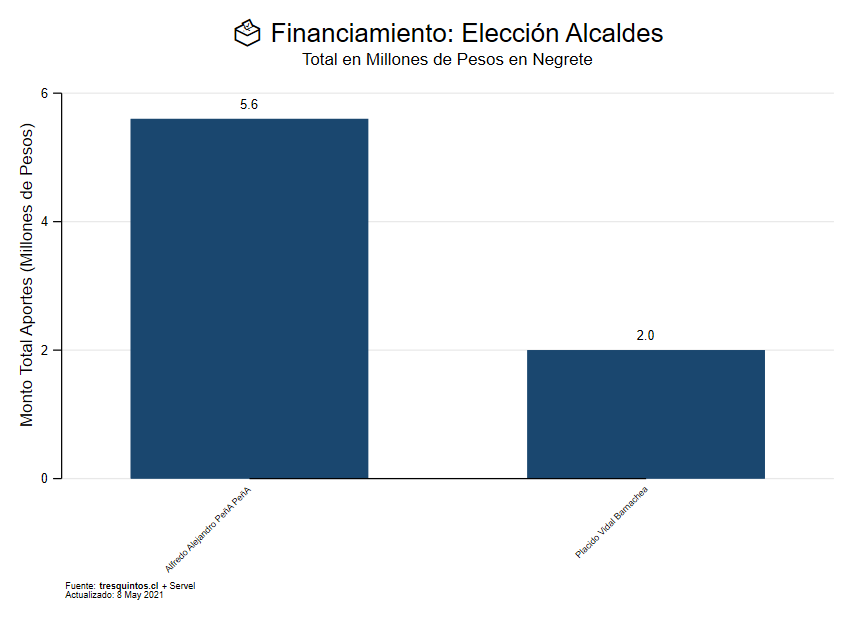 Financiamiento: Elección Alcaldes
Total en Millones de Pesos en Negrete
Monto Total Aportes (Millones de Pesos)
6
4
2
0
5.6
2.0
Alfredo Alejandro PeñA PeñA
Placido Vidal Barnachea
Fuente: tresquintos.cl + Servel
Actualizado: 8 May 2021